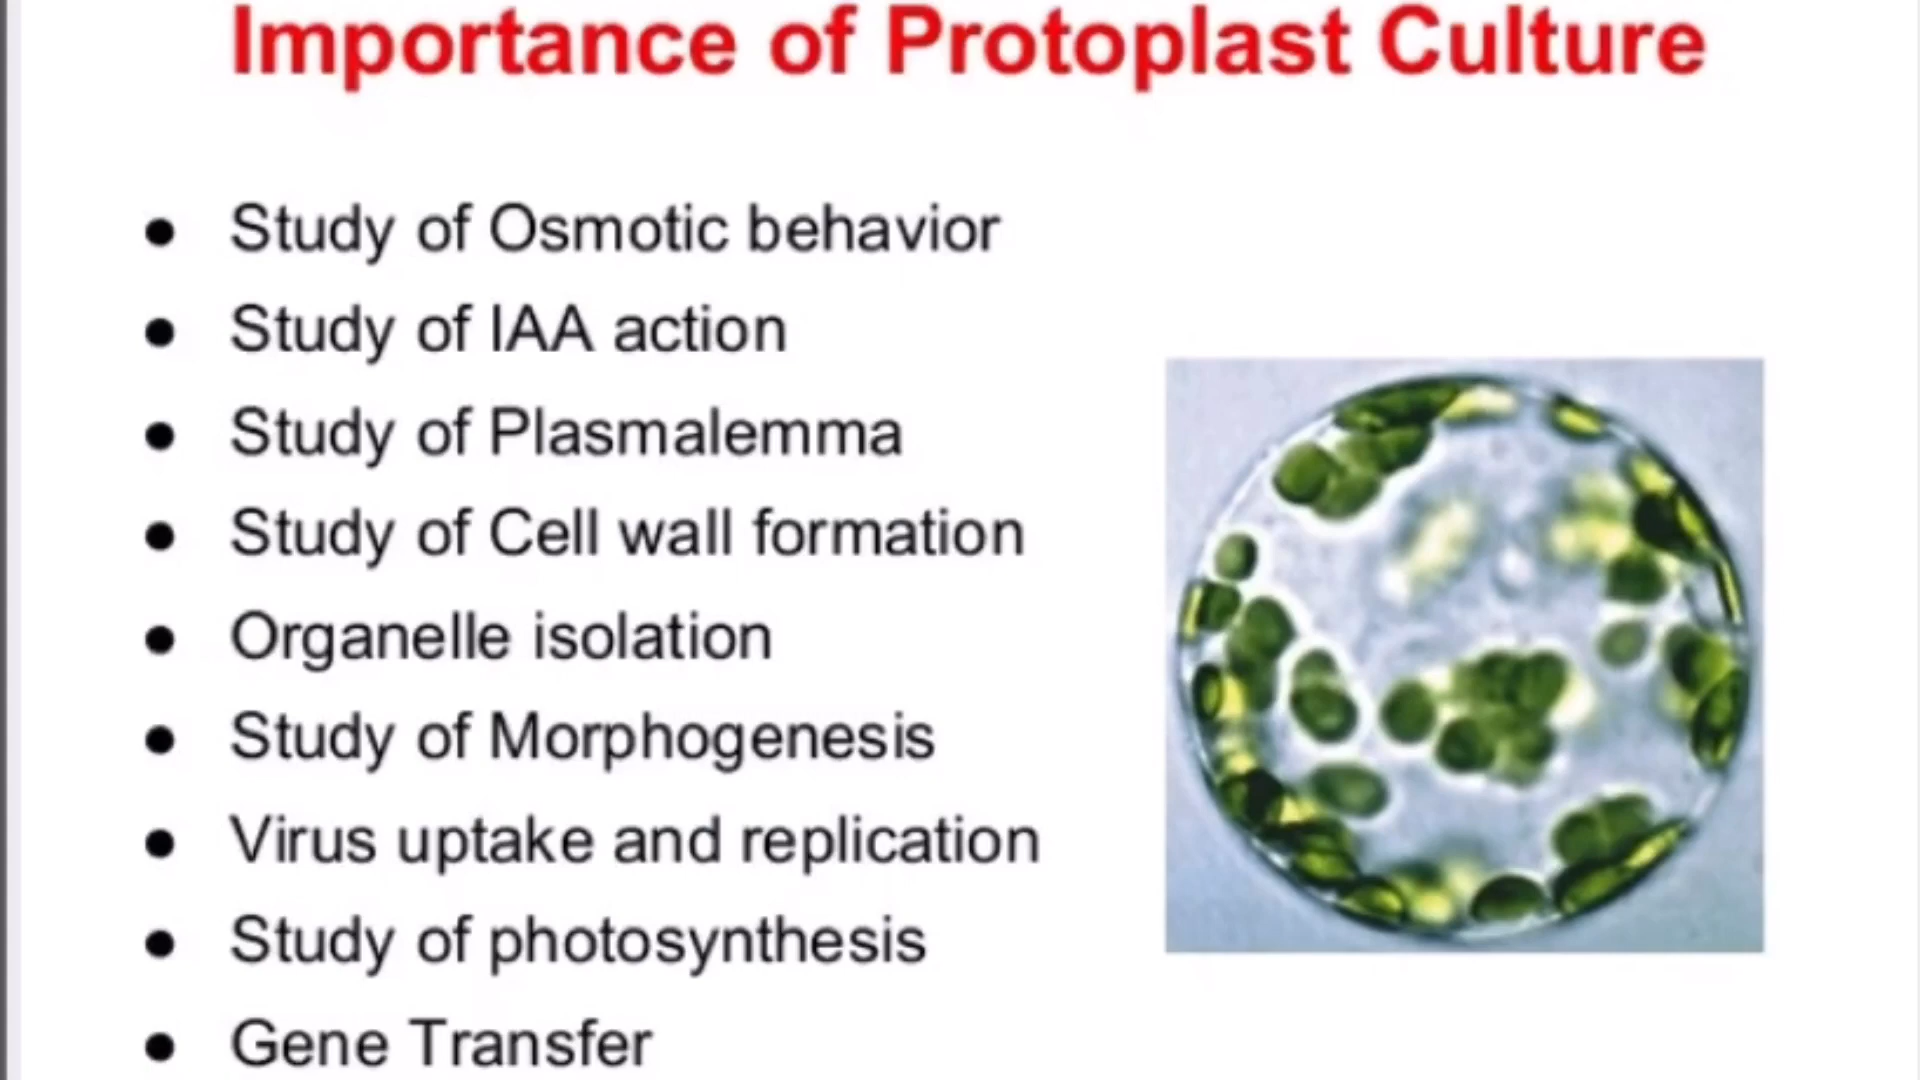 Importance of Protoplast Culture
● Study of Osmotic behavior
● Study of IAA action
● Study of Plasmalemma
● Study of Cell wall formation
● Organelle isolation
● Study of Morphogenesis
● Virus uptake and replication
● Study of photosynthesis
● Gene Transfer